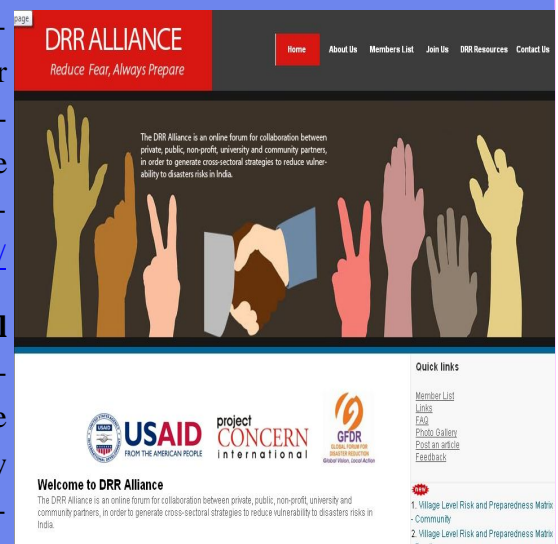 page
DRR ALLIANCE
Reduce Fear, Always Prepare
Home About Us Members List Join Us DRR Resources Contact Us
The DRR Alliance is an online forum for collaboration between
private, public, non-profit, university and community partners,
in order to generate cross-sectoral strategies to reduce vulner-
ability to disasters risks in India.
USAID
FROM THE AMERICAN PEOPLE
project
CONCERN
international
GFDR
GLOBAL FORUM FOR
DISASTER REDUCTION
Global Vision, Local Action
Welcome to DRR Alliance
The DRR Alliance is an online forum for collaboration between private, public, non-profit, university and
community partners, in order to generate cross-sectoral strategies to reduce vulnerability to disasters risks in
India.
Quick links
Member List
Links
FAQ
Photo Gallery
Post an article
Feedback
new
1. Village Level Risk and Preparedness Matrix
- Community
2. Village Level Risk and Preparedness Matrix